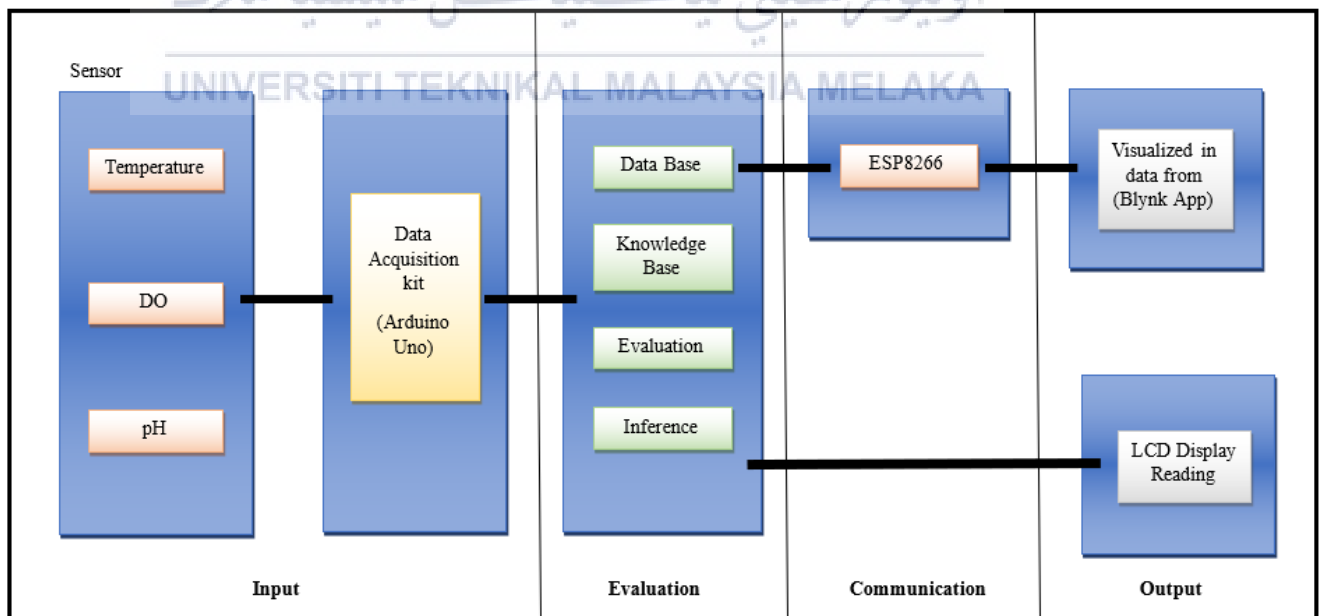 UNIVERSITI TEKNIKAL MALAYSIA MELAKA
Sensor
Temperature
DO
pH
Data
Acquisition
kit
(Arduino
Uno)
Data Base
Knowledge
Base
Evaluation
Inference
ESP8266
Visualized in
data from
(Blynk App)
LCD Display
Reading
Input
Evaluation
Communication
Output